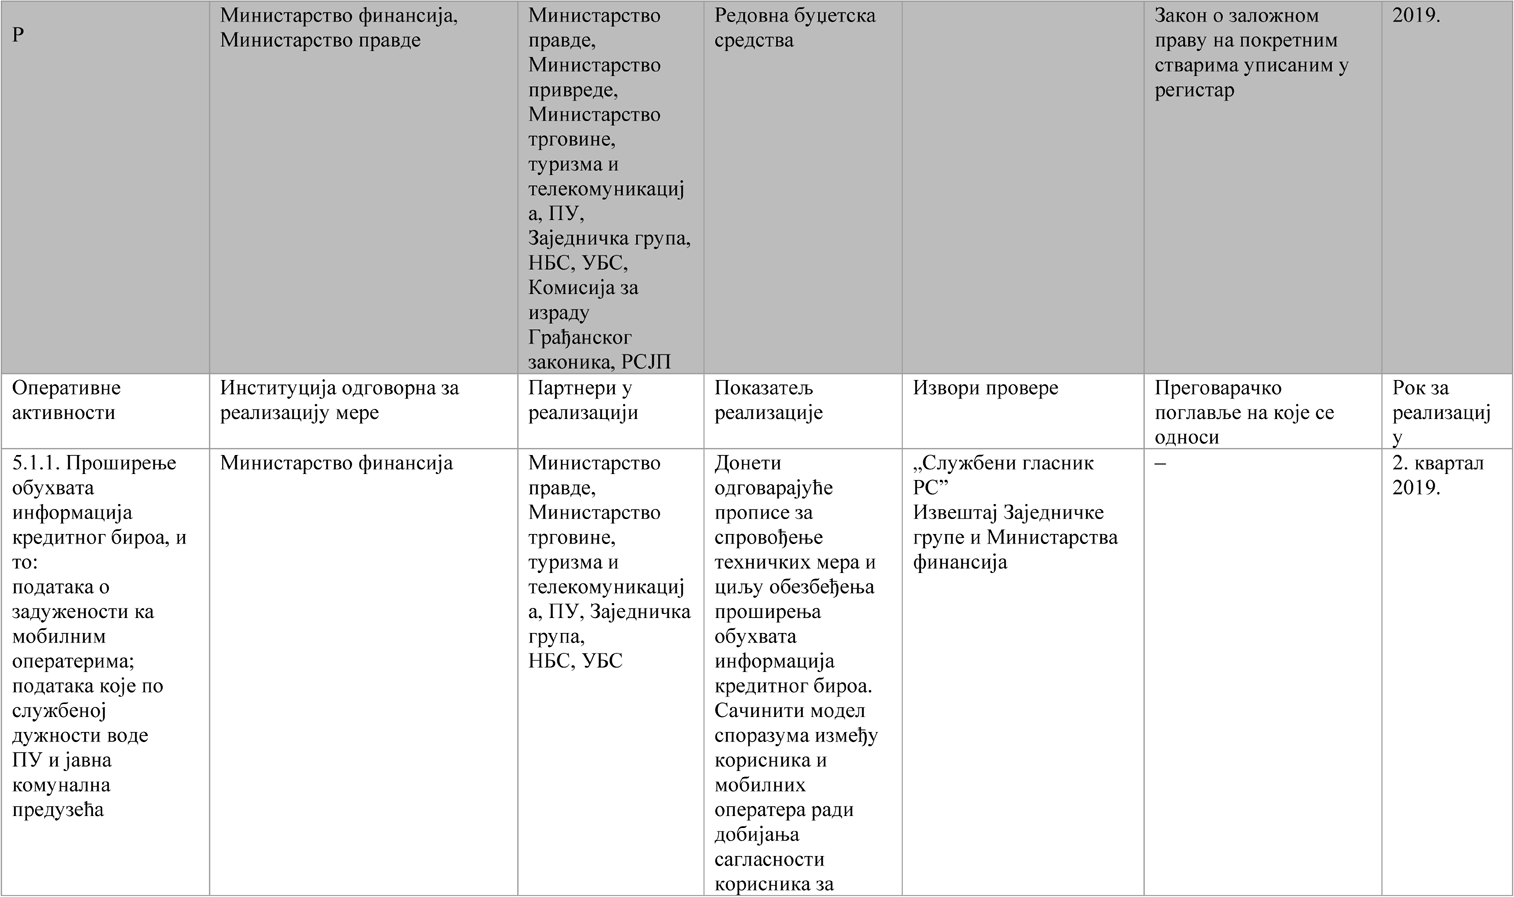 Р
Министарство финансија,
Министарство правде
Министарство
правде,
Министарство
привреде,
Министарство
трговине,
туризма и
телекомуникациј
а, ПУ,
Заједничка група,
НБС, УБС,
Комисија за
израду
Грађанског
законика, РСЈП
Редовна буџетска
средства
Закон о заложном
праву на покретним
стварима уписаним у
регистар
2019.
Оперативне
активности
Институција одговорна за
реализацију мере
Партнери у
реализацији
Показатељ
реализације
Извори провере
Преговарачко
поглавље на које се
односи
Рок за
реализациј
у
5.1.1. Проширење
обухвата
информација
кредитног бироа, и
то:
података о
задужености ка
мобилним
оператерима;
података које по
службеној
дужности воде
ПУ и јавна
комунална
предузећа
Министарство финансија
Министарство
правде,
Министарство
трговине,
туризма и
телекомуникациј
а, ПУ, Заједничка
група,
НБС, УБС
Донети
одговарајуће
прописе за
спровођење
техничких мера и
циљу обезбеђења
проширења
обухвата
информација
кредитног бироа.
Сачинити модел
споразума између
корисника и
мобилних
оператера ради
добијања
сагласности
корисника за
„Службени гласник
РС”
Извештај Заједничке
групе и Министарства
финансија
–
2. квартал
2019.